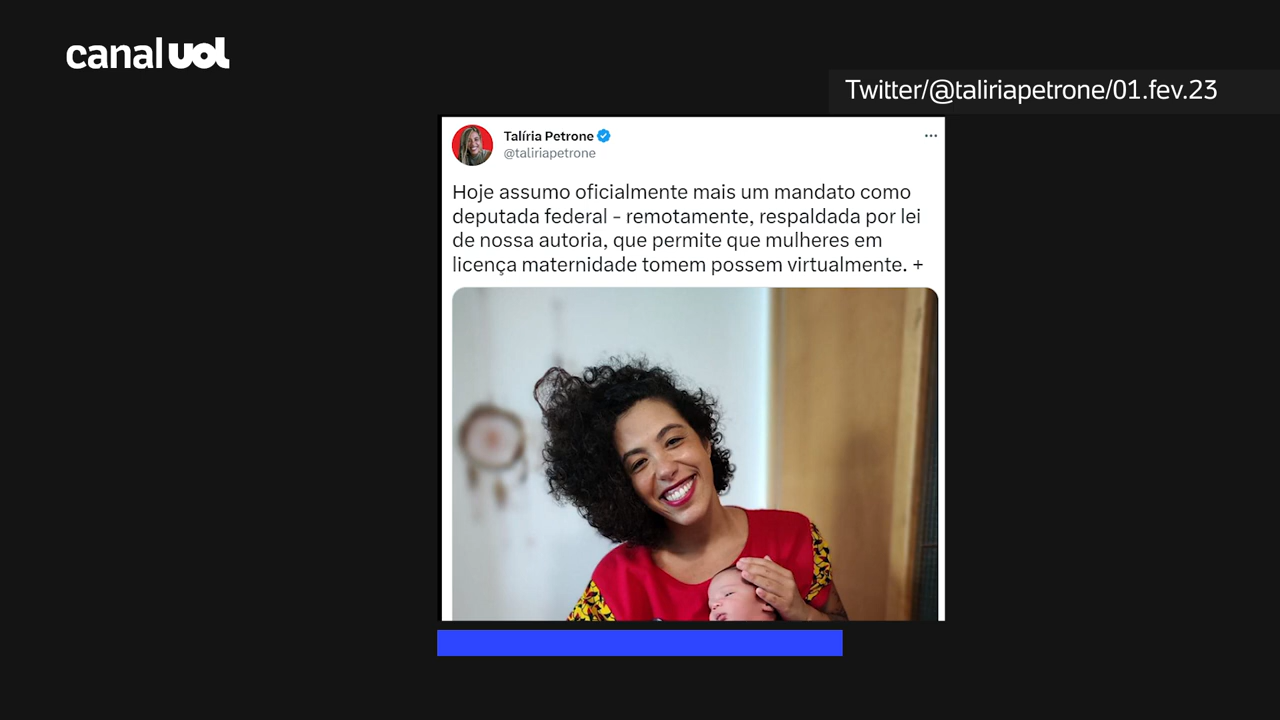 canal uol
Twitter/@taliriapetrone/01.fev.23
Talíria Petrone
@taliriapetrone
Hoje assumo oficialmente mais um mandato como
deputada federal - remotamente, respaldada por lei
de nossa autoria, que permite que mulheres em
licença maternidade tomem possem virtualmente. +